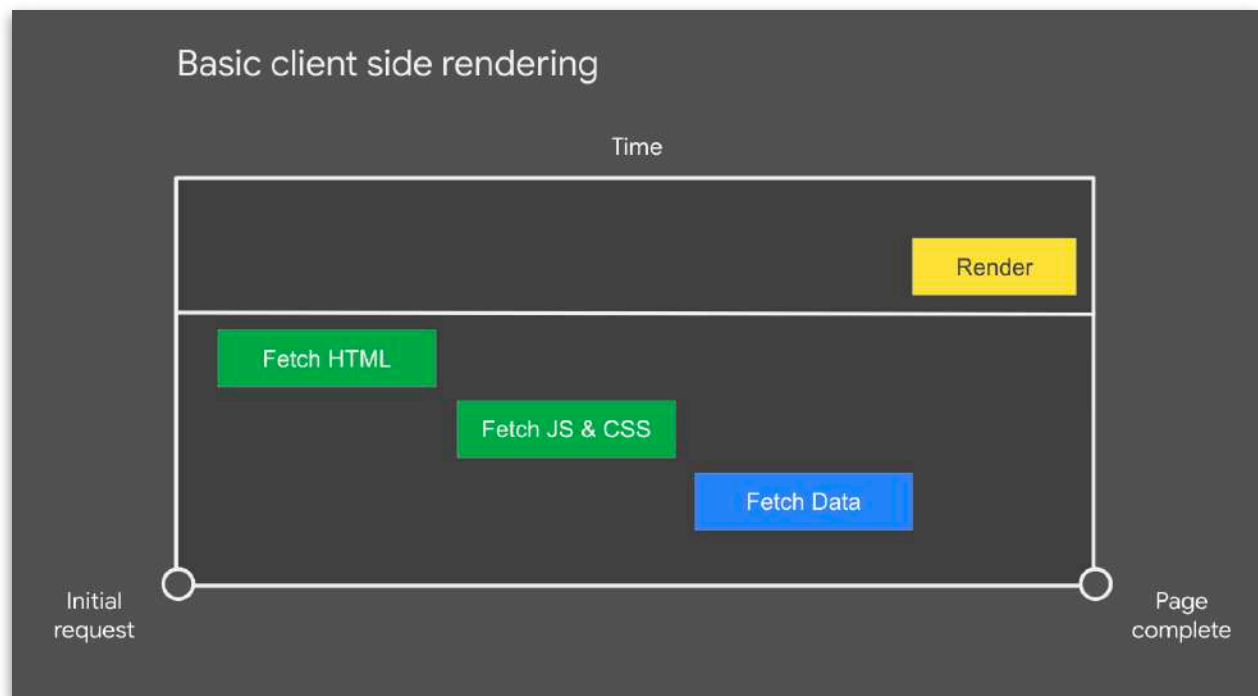 Basic client side rendering
Time
Render
Fetch HTML
Fetch JS & CSS
Fetch Data
Initial
request
Page
complete